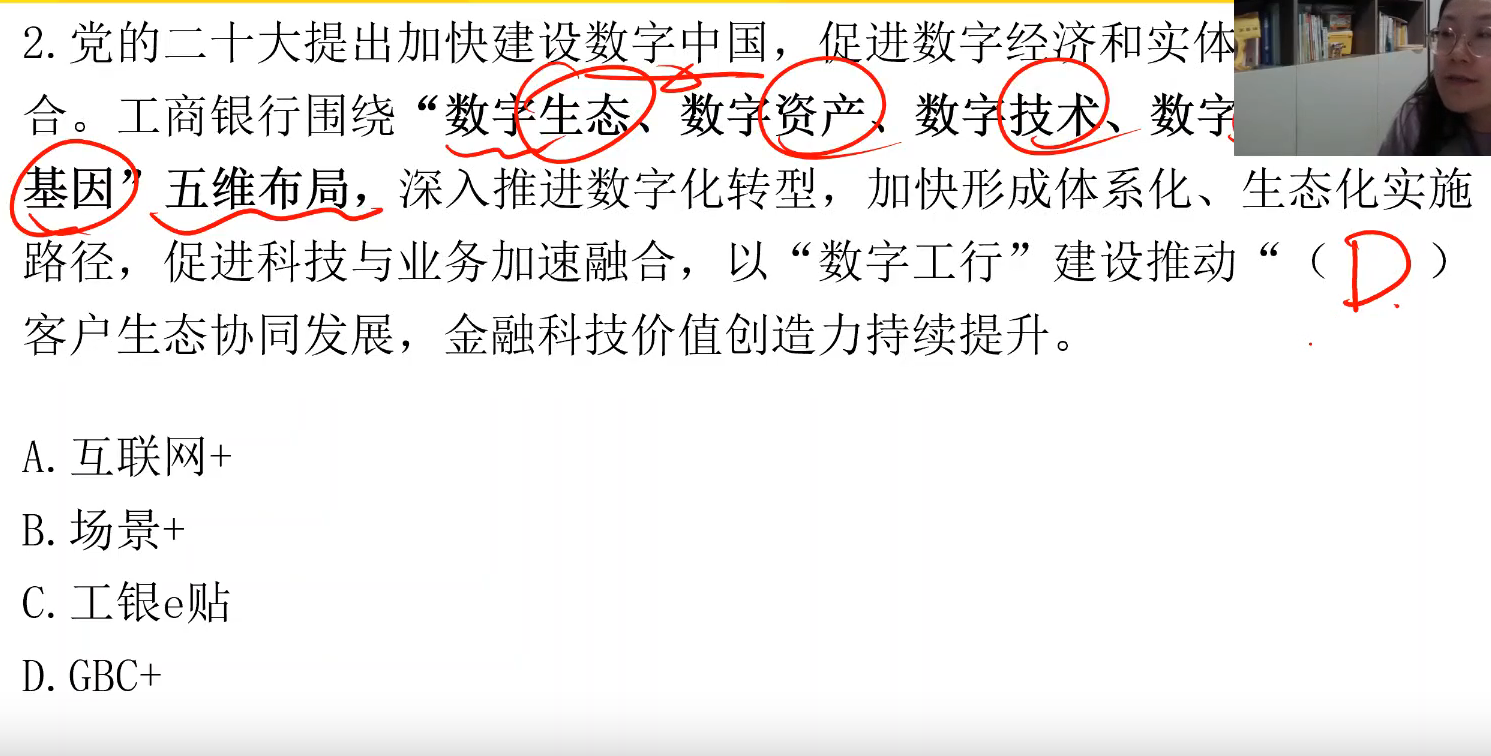 2. 党的二十大提出加快建设数字中国，促进数字经济和实体
合。工商银行围绕“数字生态、数字资产、数字技术、数字
基因”五维布局，深入推进数字化转型，加快形成体系化、生态化实施
路径，促进科技与业务加速融合，以“数字工行”建设推动“（ D ）
客户生态协同发展，金融科技价值创造力持续提升。
A. 互联网+
B. 场景+
C. 工银e贴
D. GBC+